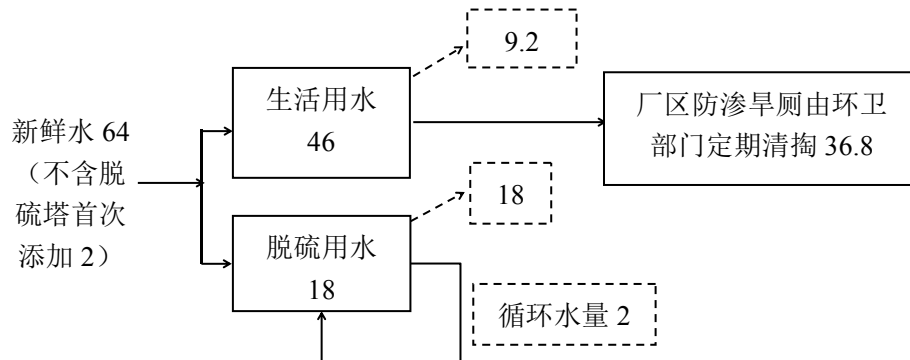 9.2
生活用水
46
厂区防渗旱厕由环卫
部门定期清掏 36.8
新鲜水 64
（不含脱
硫塔首次
添加 2）
18
脱硫用水
18
循环水量 2